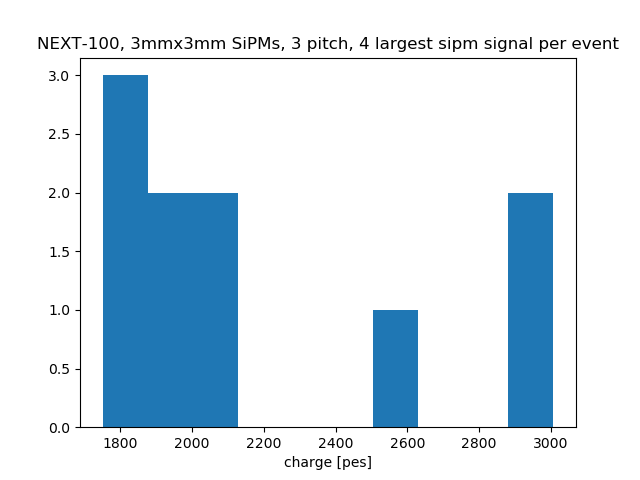 NEXT-100, 3mmx3mm SiPMs, 3 pitch, 4 largest sipm signal per event
3.0
2.5
2.0
1.5
1.0
0.5
0.0
1800 2000 2200 2400 2600 2800 3000
charge [pes]